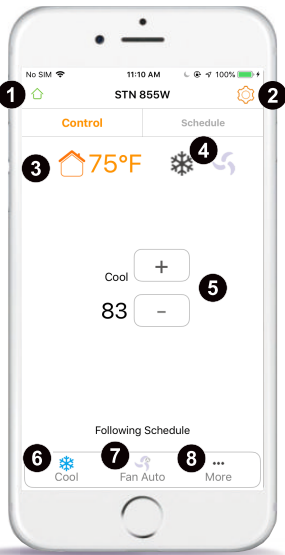 No SIM 11:10 AM 100%
1 STN 855W 2
Control Schedule
3 75°F 4
+
Cool
5
83 -
Following Schedule
6 7 8 •••
Cool Fan Auto More